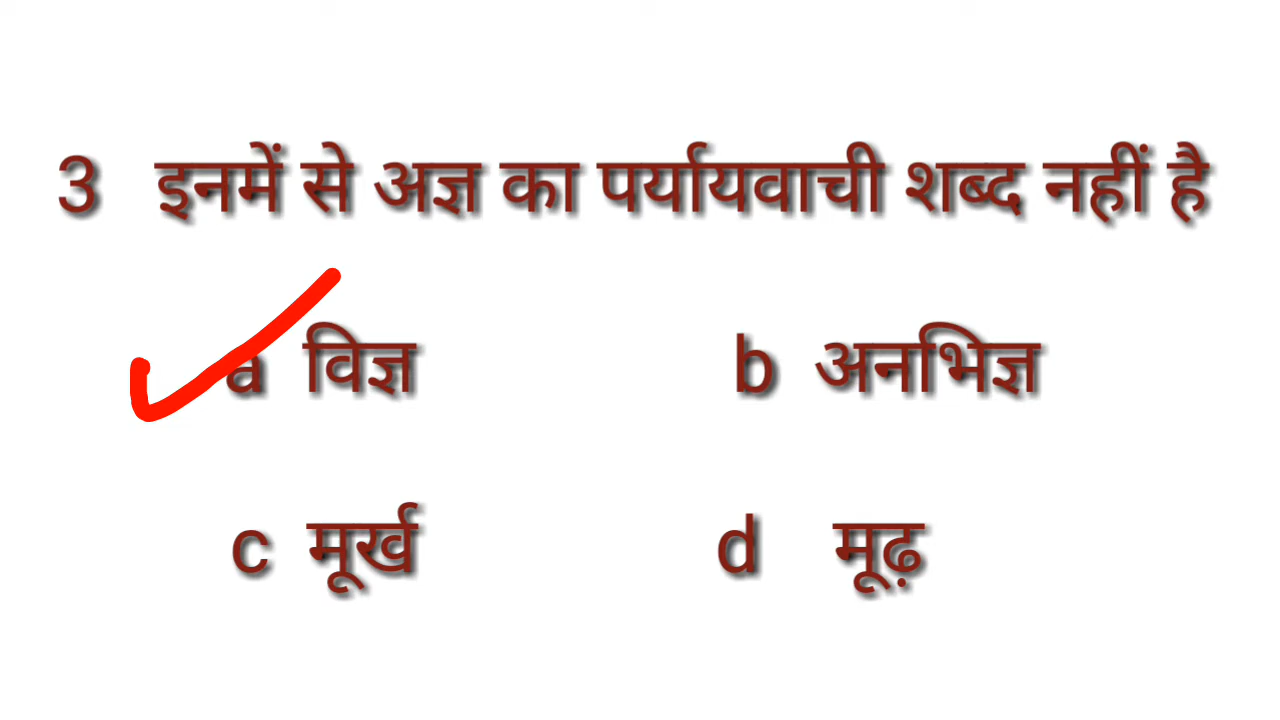 3 इनमें से अज्ञ का पर्यायवाची शब्द नहीं है
a विज्ञ b अनभिज्ञ
c मूर्ख d मूढ़